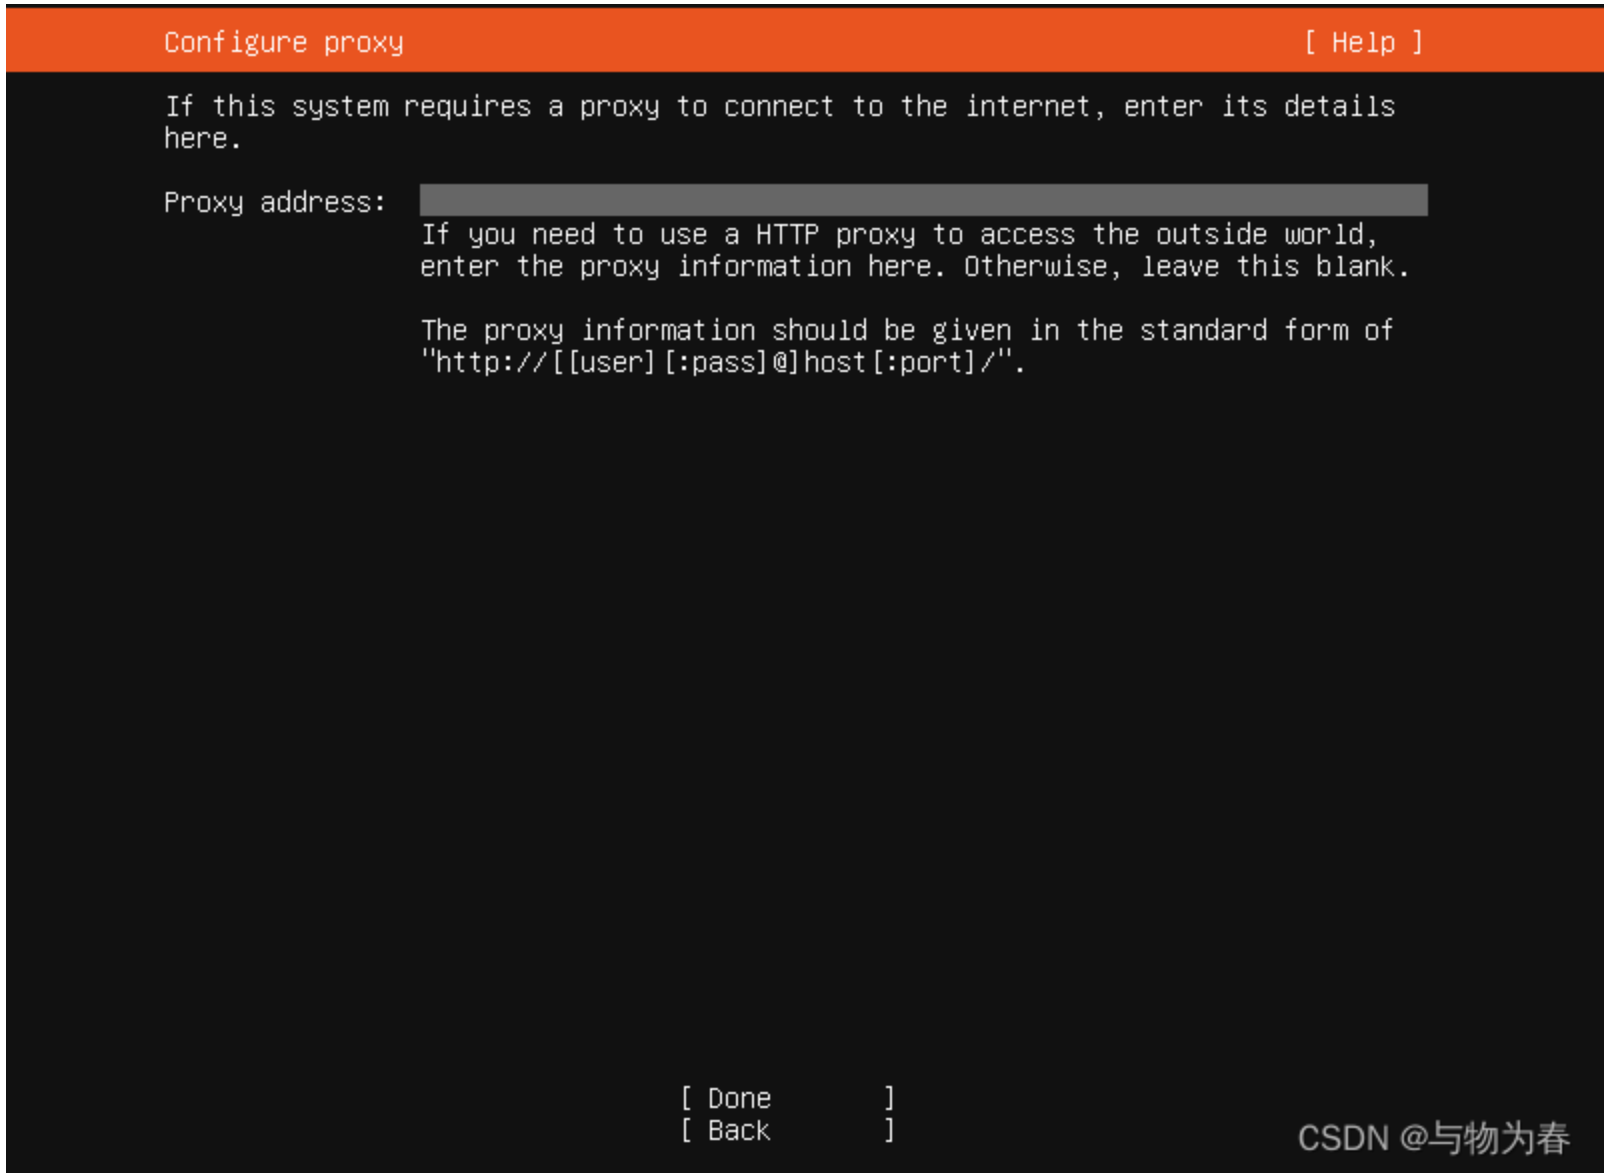 Configure proxy [ Help ]
If this system requires a proxy to connect to the internet, enter its details
here.
Proxy address:
If you need to use a HTTP proxy to access the outside world,
enter the proxy information here. Otherwise, leave this blank.
The proxy information should be given in the standard form of
"http://[[user][:pass]@]host[:port]/".
[ Done ]
[ Back ]
CSDN @与物为春